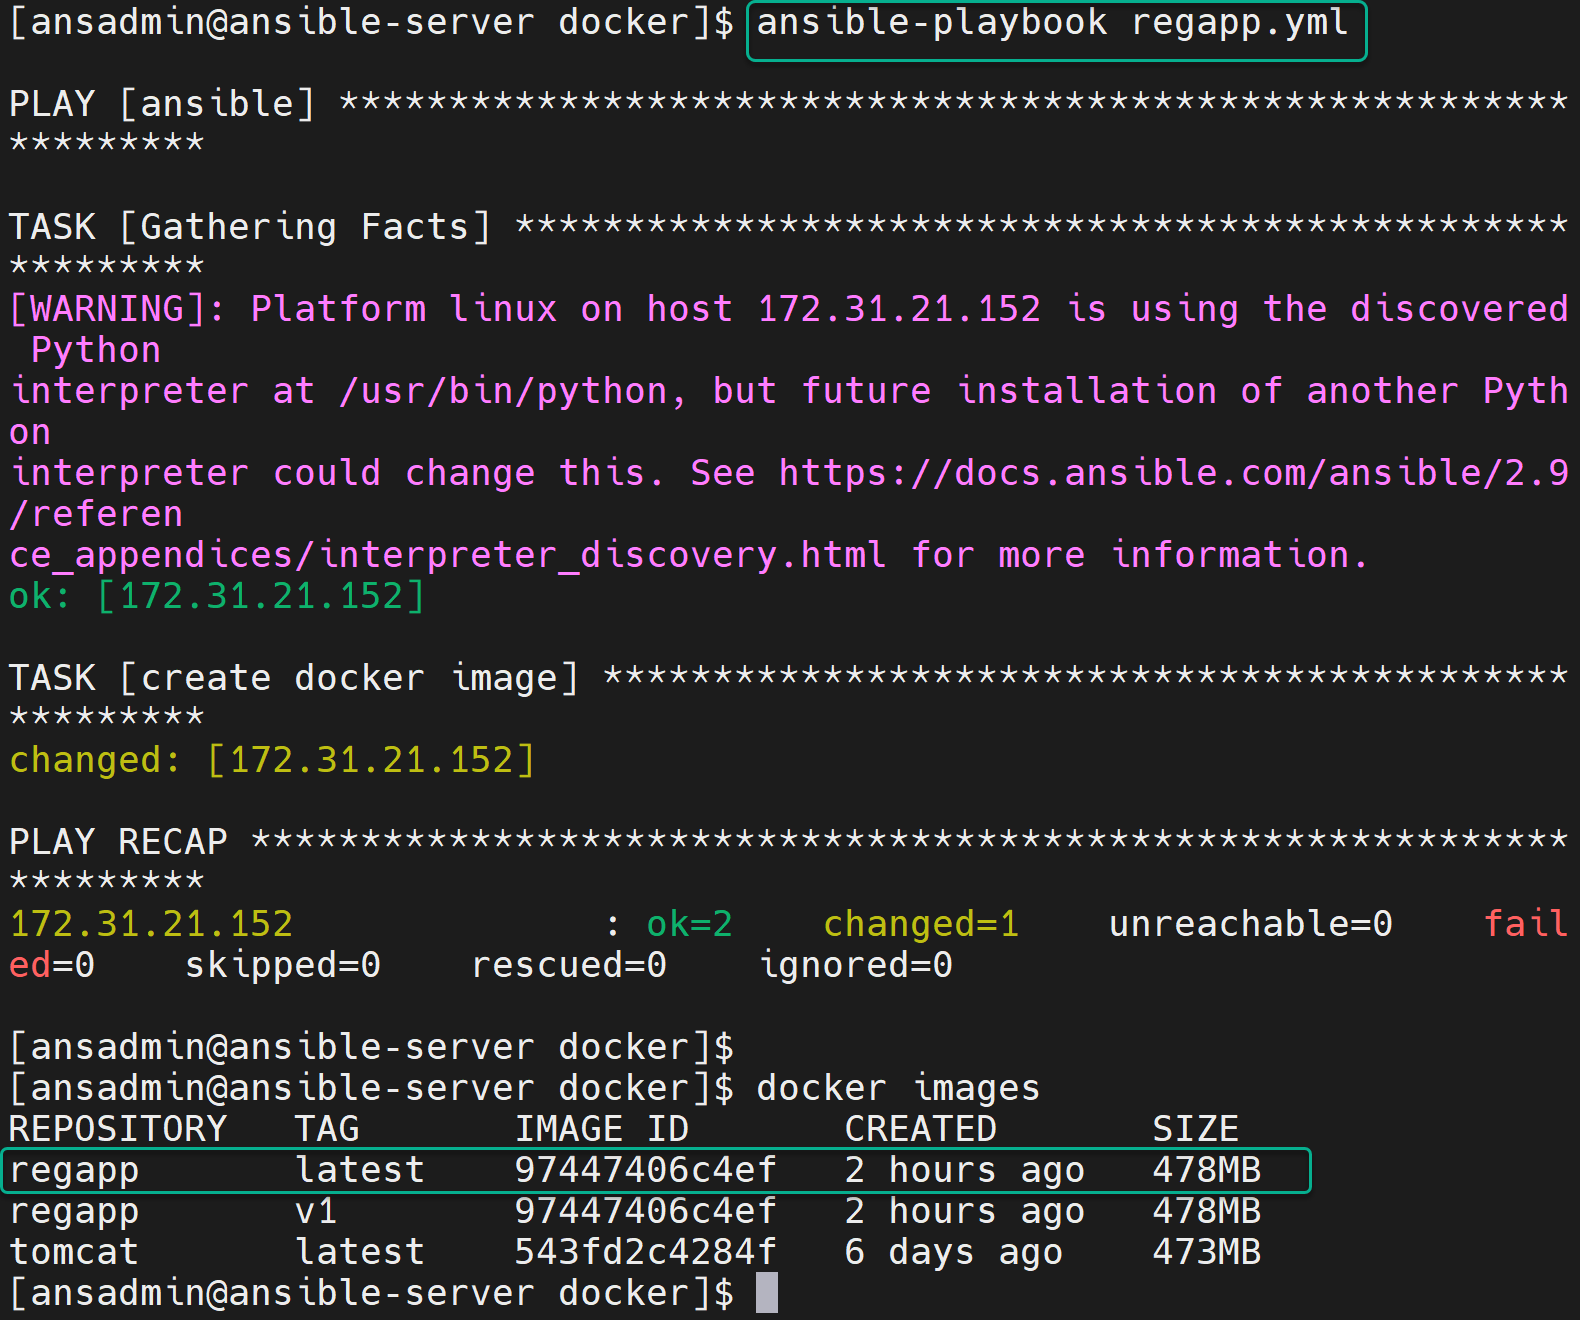 [ansadmin@ansible-server docker]$ ansible-playbook regapp.yml
PLAY [ansible] ********************************************************
*********
TASK [Gathering Facts] ************************************************
*********
[WARNING]: Platform linux on host 172.31.21.152 is using the discovered
 Python
interpreter at /usr/bin/python, but future installation of another Pyth
on
interpreter could change this. See https://docs.ansible.com/ansible/2.9
/referen
ce_appendices/interpreter_discovery.html for more information.
ok: [172.31.21.152]
TASK [create docker image] ********************************************
*********
changed: [172.31.21.152]
PLAY RECAP ************************************************************
*********
172.31.21.152              : ok=2    changed=1    unreachable=0    fail
ed=0    skipped=0    rescued=0    ignored=0
[ansadmin@ansible-server docker]$
[ansadmin@ansible-server docker]$ docker images
REPOSITORY   TAG       IMAGE ID       CREATED       SIZE
regapp       latest    97447406c4ef   2 hours ago   478MB
regapp       v1        97447406c4ef   2 hours ago   478MB
tomcat       latest    543fd2c4284f   6 days ago    473MB
[ansadmin@ansible-server docker]$